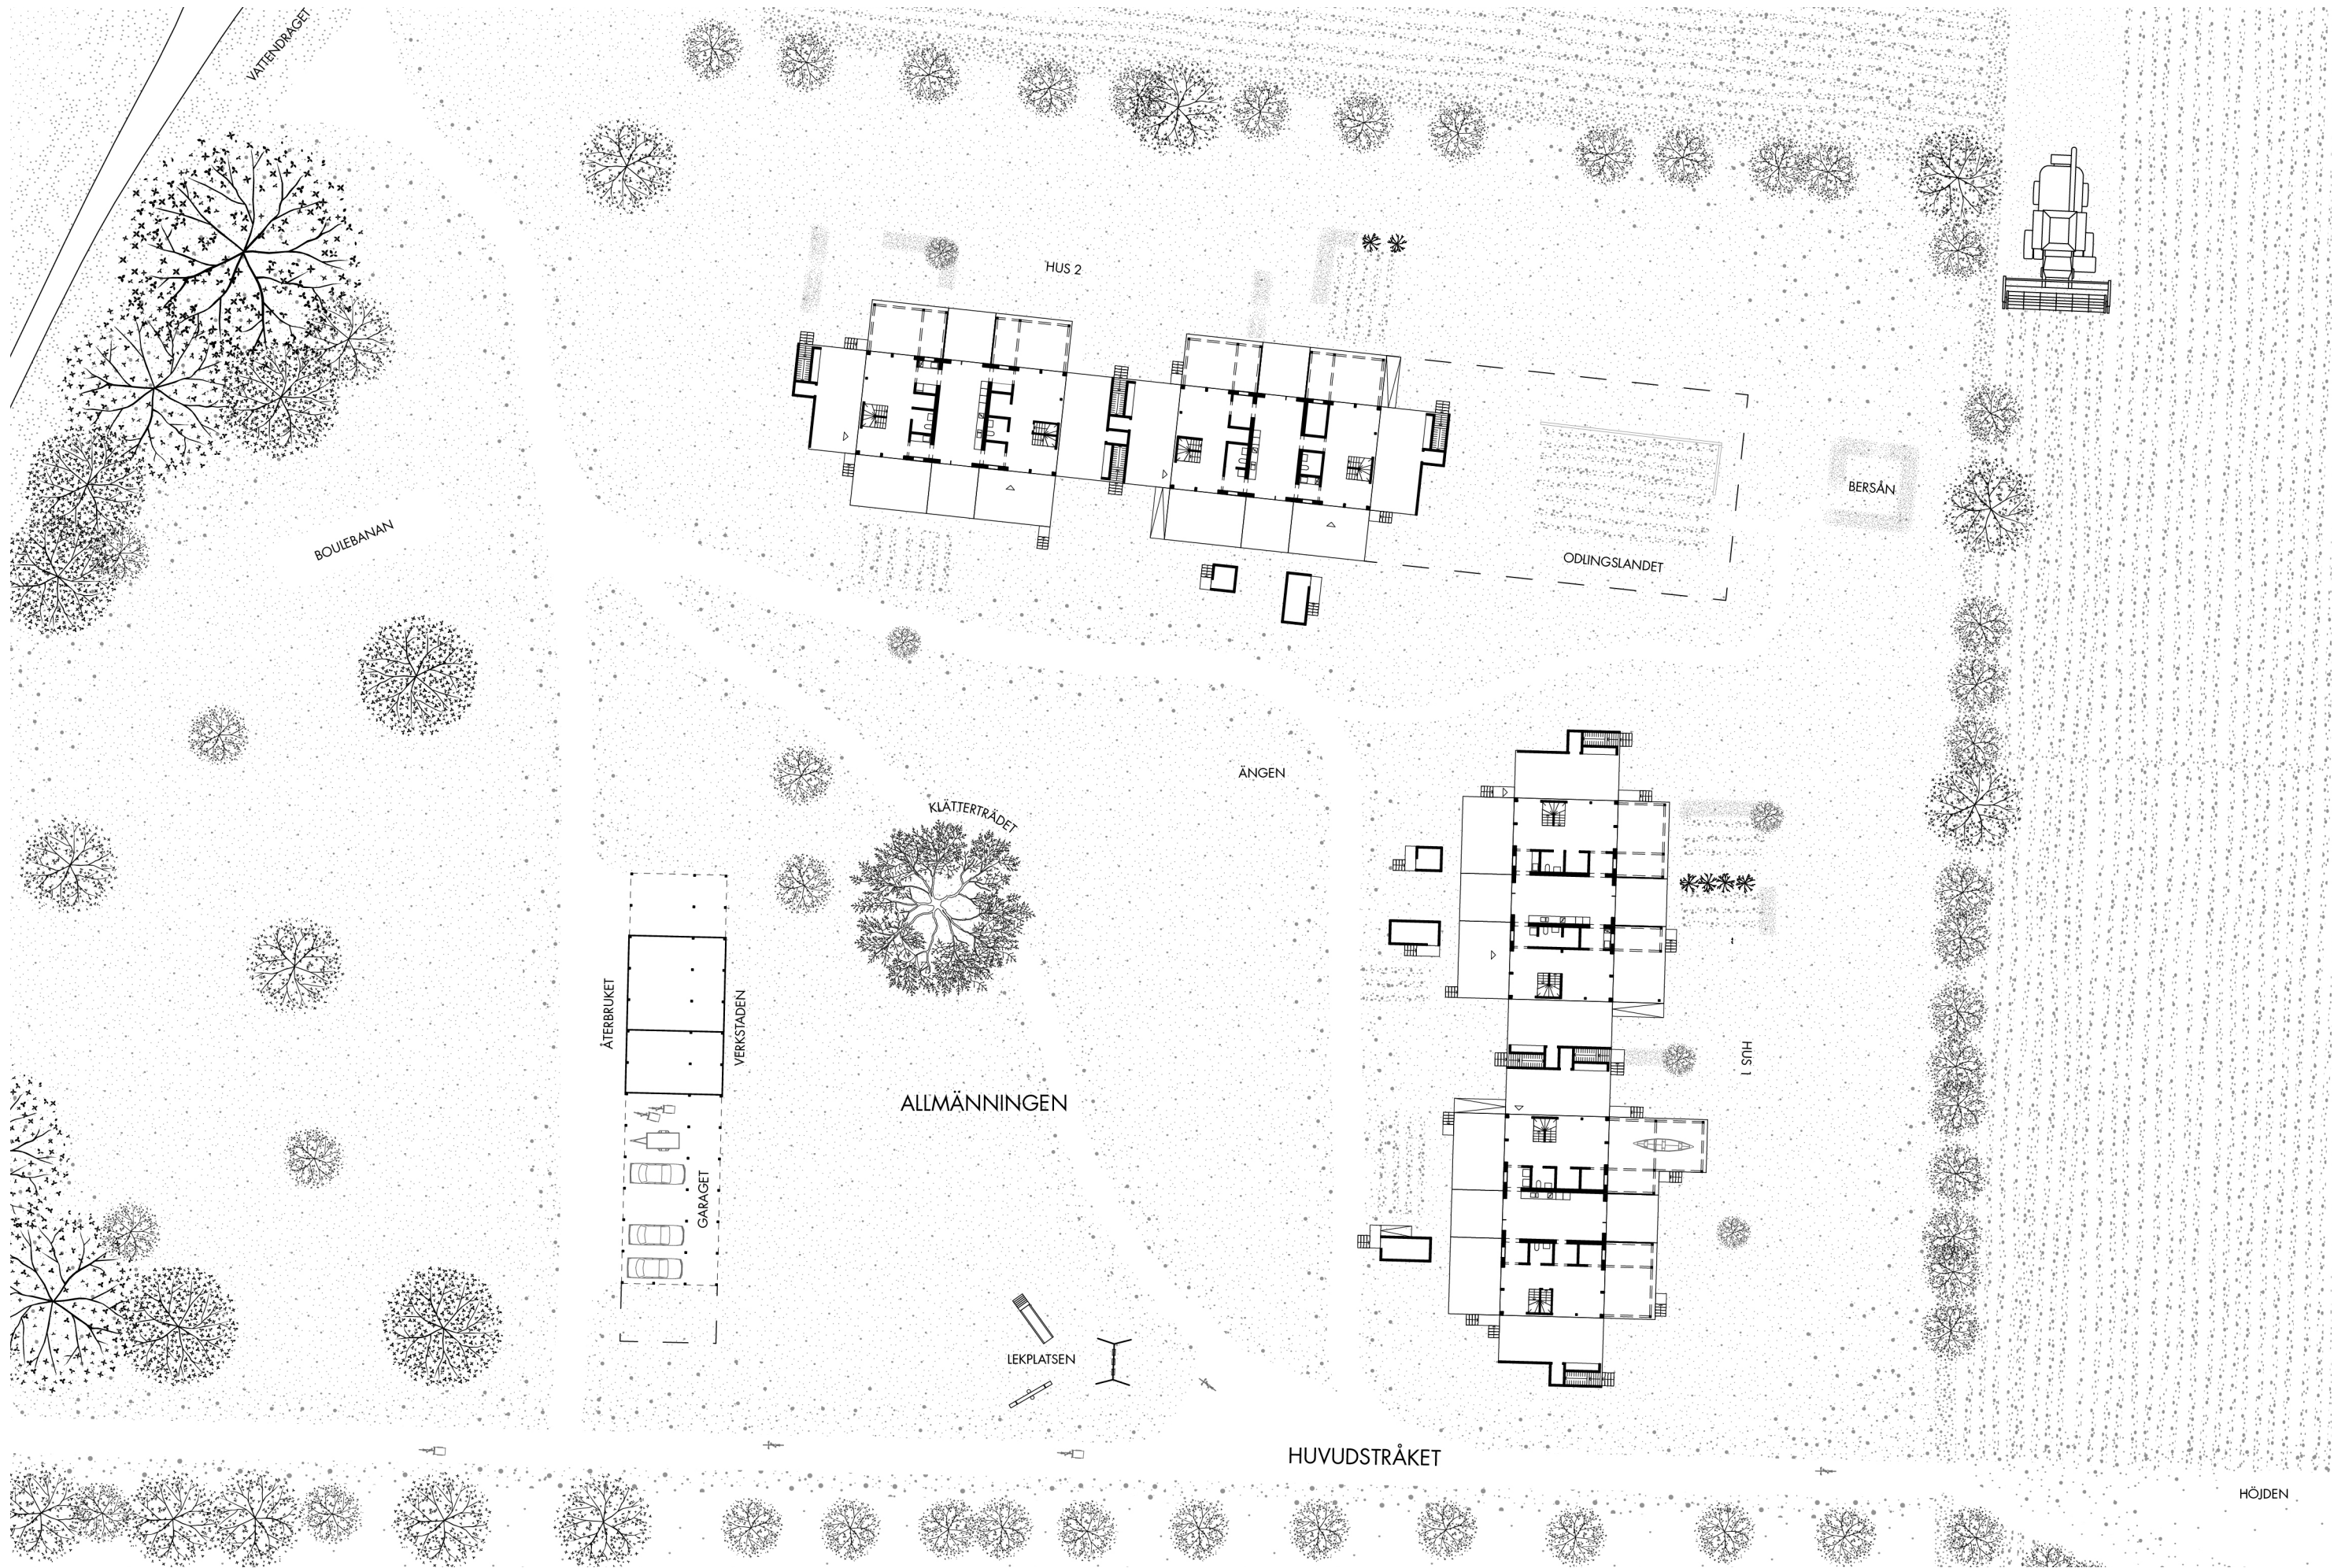 VATTENDRAGET
HUS 2
BERSÅN
BOULEBANAN
ODLINGSLANDET
ÄNGEN
KLÄTTERTRÄDET
ÅTERBRUKET
VERKSTADEN
HUS 1
ALLMÄNNINGEN
GARAGET
LEKPLATSEN
HUVUDSTRÅKET
HÖJDEN